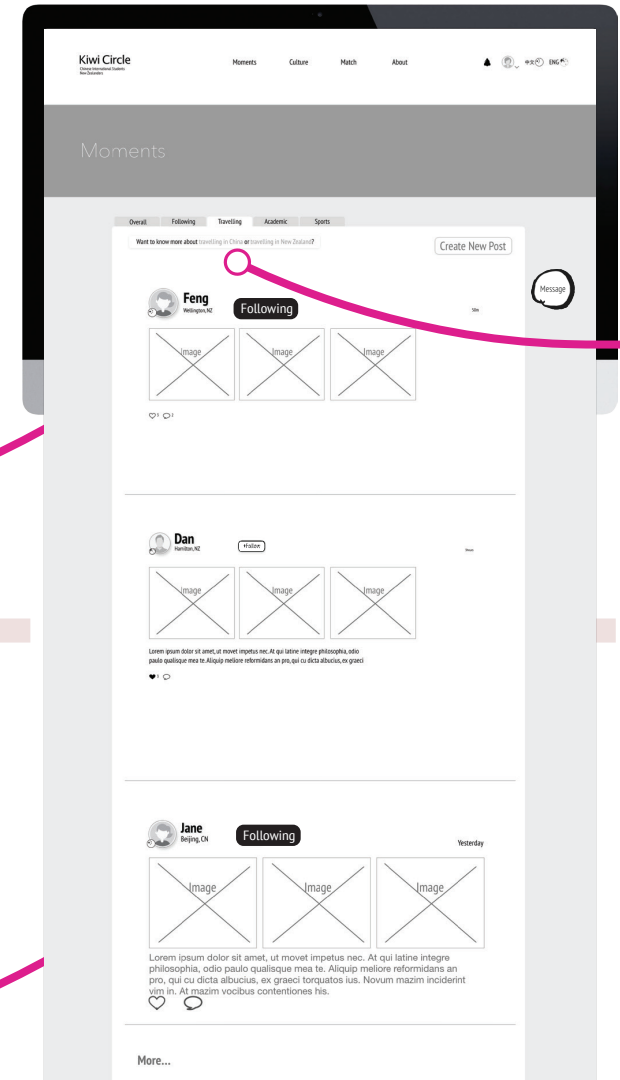 Kiwi Circle
Chinese International Students
New Zealanders
Moments Culture Match About
中文 ENG
Moments
Overall Following Travelling Academic Sports
Want to know more about travelling in China or travelling in New Zealand?
Create New Post
Message
Feng
Wellington, NZ
Following
50m
Image Image Image
3 2
Dan
Hamilton, NZ
+Follow
Image Image Image
Lorem ipsum dolor sit amet, ut movet impetus nec. At qui latine integre philosophia, odio
paulo qualisque mea te. Aliquip meliore reformidans an pro, qui cu dicta albucius, ex graeci
3
Jane
Beijing, CN
Following
Yesterday
Image Image Image
Lorem ipsum dolor sit amet, ut movet impetus nec. At qui latine integre
philosophia, odio paulo qualisque mea te. Aliquip meliore reformidans an
pro, qui cu dicta albucius, ex graeci torquatos ius. Novum mazim inciderint
vim in. At mazim vocibus contentiones his.
More...